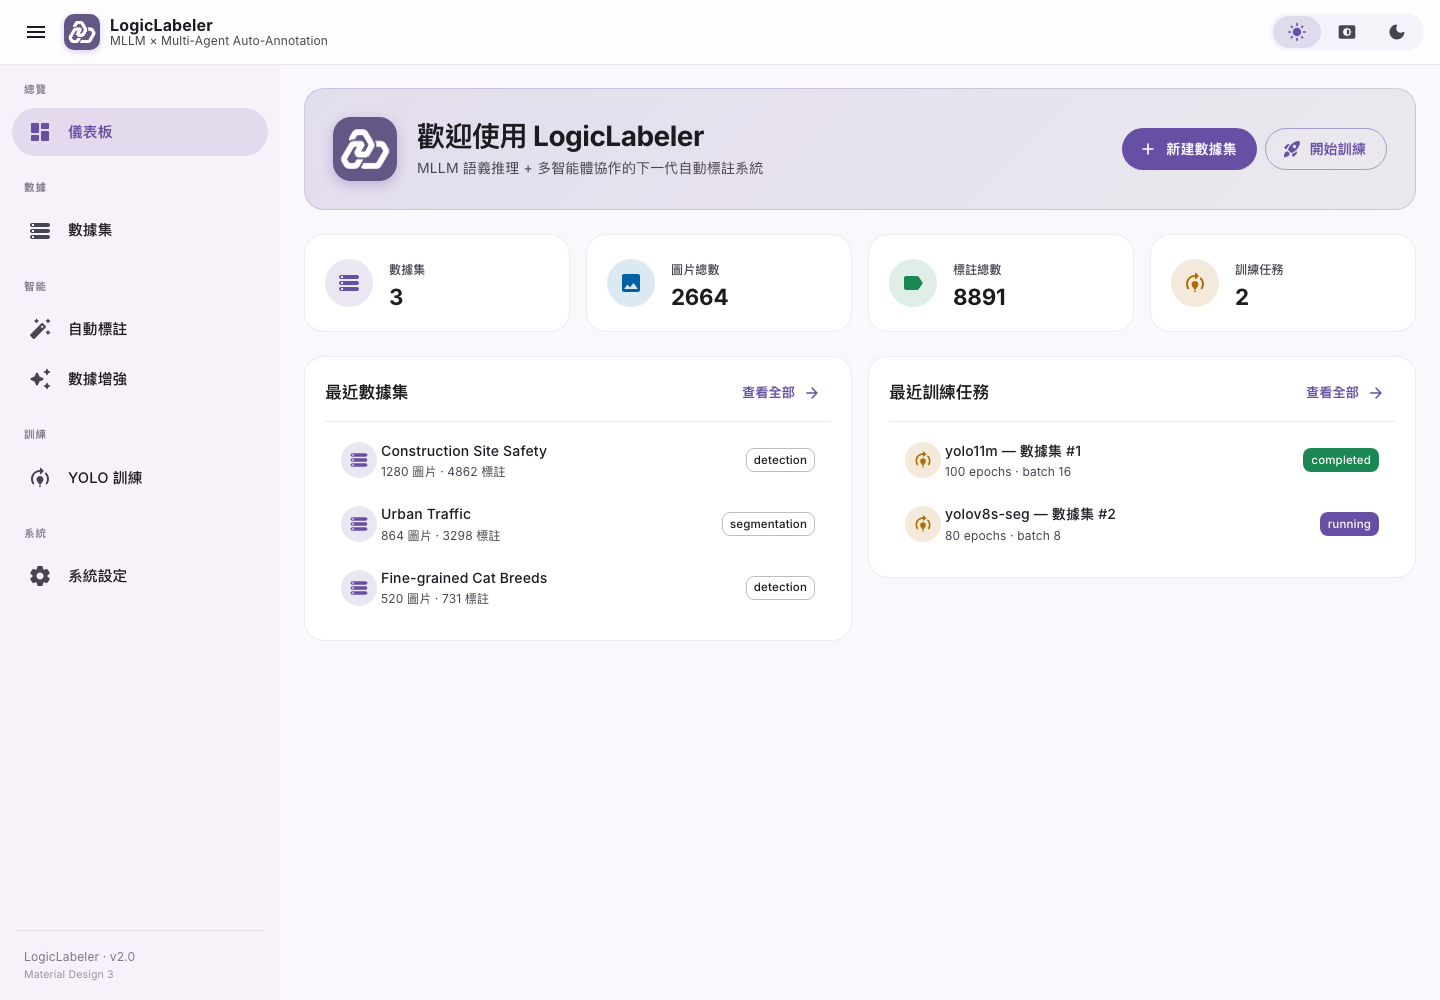 LogicLabeler
MLLM × Multi-Agent Auto-Annotation
總覽
儀表板
數據
數據集
智能
自動標註
數據增強
訓練
YOLO 訓練
系統
系統設定
LogicLabeler · v2.0
Material Design 3
歡迎使用 LogicLabeler
MLLM 語義推理 + 多智能體協作的下一代自動標註系統
新建數據集
開始訓練
數據集
3
圖片總數
2664
標註總數
8891
訓練任務
2
最近數據集
查看全部
Construction Site Safety
1280 圖片 · 4862 標註
detection
Urban Traffic
864 圖片 · 3298 標註
segmentation
Fine-grained Cat Breeds
520 圖片 · 731 標註
detection
最近訓練任務
查看全部
yolo11m — 數據集 #1
100 epochs · batch 16
completed
yolov8s-seg — 數據集 #2
80 epochs · batch 8
running